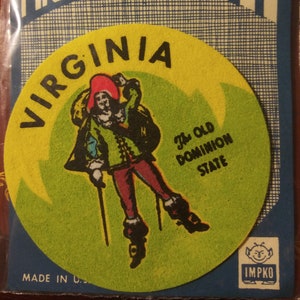 VIRGINIA
The OLD
DOMINION
STATE
MADE IN U.S.
IMPKO